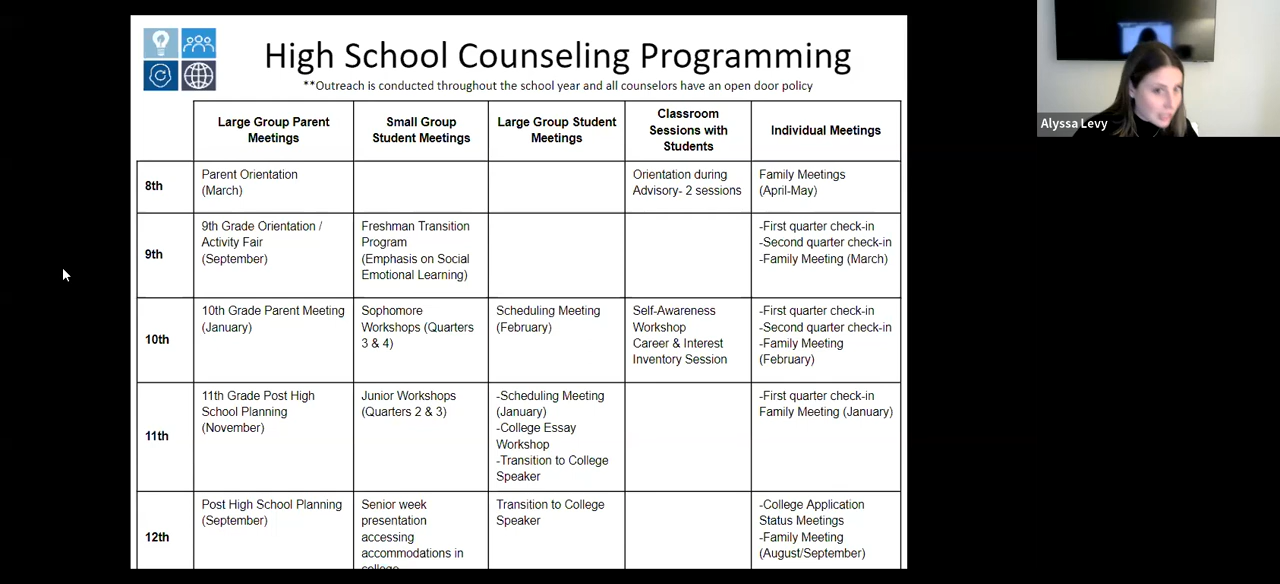 High School Counseling Programming
**Outreach is conducted throughout the school year and all counselors have an open door policy
Large Group Parent
Meetings
Small Group
Student Meetings
Large Group Student
Meetings
Classroom
Sessions with
Students
Individual Meetings
8th
Parent Orientation
(March)
Orientation during
Advisory- 2 sessions
Family Meetings
(April-May)
9th
9th Grade Orientation /
Activity Fair
(September)
Freshman Transition
Program
(Emphasis on Social
Emotional Learning)
-First quarter check-in
-Second quarter check-in
-Family Meeting (March)
10th
10th Grade Parent Meeting
(January)
Sophomore
Workshops (Quarters
3 & 4)
Scheduling Meeting
(February)
Self-Awareness
Workshop
Career & Interest
Inventory Session
-First quarter check-in
-Second quarter check-in
-Family Meeting
(February)
11th
11th Grade Post High
School Planning
(November)
Junior Workshops
(Quarters 2 & 3)
-Scheduling Meeting
(January)
-College Essay
Workshop
-Transition to College
Speaker
-First quarter check-in
Family Meeting (January)
12th
Post High School Planning
(September)
Senior week
presentation
accessing
accommodations in
college
Transition to College
Speaker
-College Application
Status Meetings
-Family Meeting
(August/September)
Alyssa Levy